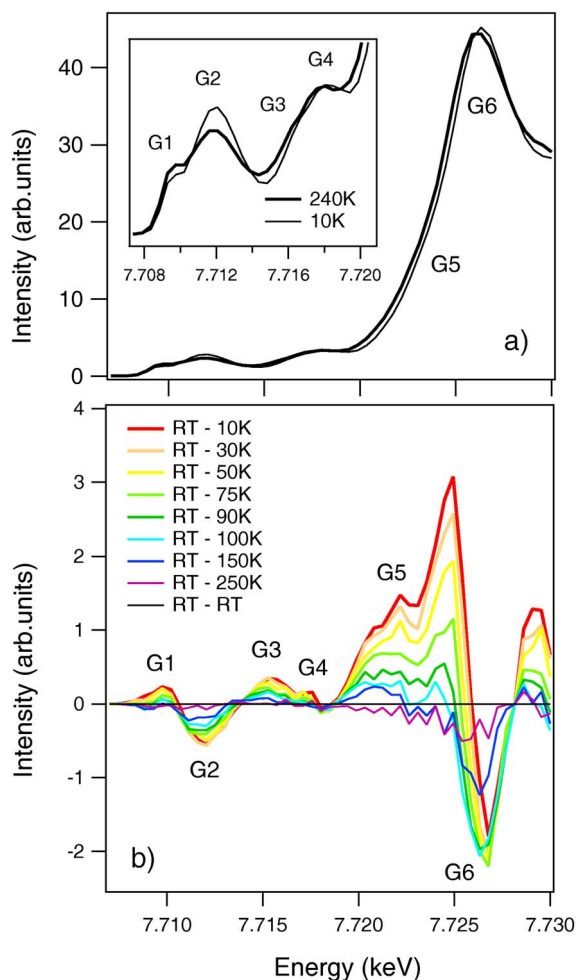 40
30
20
10
0
Intensity (arb.units)
G1
G2
G3
G4
240K
10K
7.708
7.712
7.716
7.720
G5
G6
a)
4
3
2
1
0
-1
-2
Intensity (arb.units)
RT - 10K
RT - 30K
RT - 50K
RT - 75K
RT - 90K
RT - 100K
RT - 150K
RT - 250K
RT - RT
G1
G2
G3
G4
G5
G6
b)
7.710
7.715
7.720
7.725
7.730
Energy (keV)